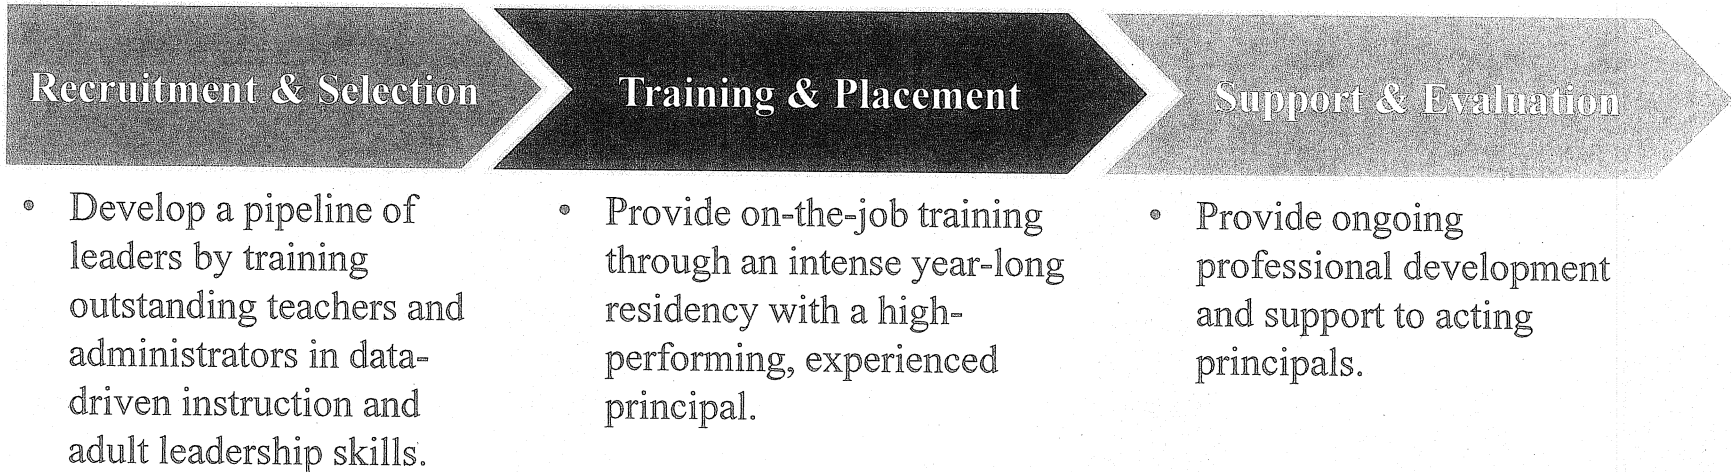 Recruitment & Selection
Training & Placement
Support & Evaluation
• Develop a pipeline of
leaders by training
outstanding teachers and
administrators in data-
driven instruction and
adult leadership skills.
• Provide on-the-job training
through an intense year-long
residency with a high-
performing, experienced
principal.
• Provide ongoing
professional development
and support to acting
principals.